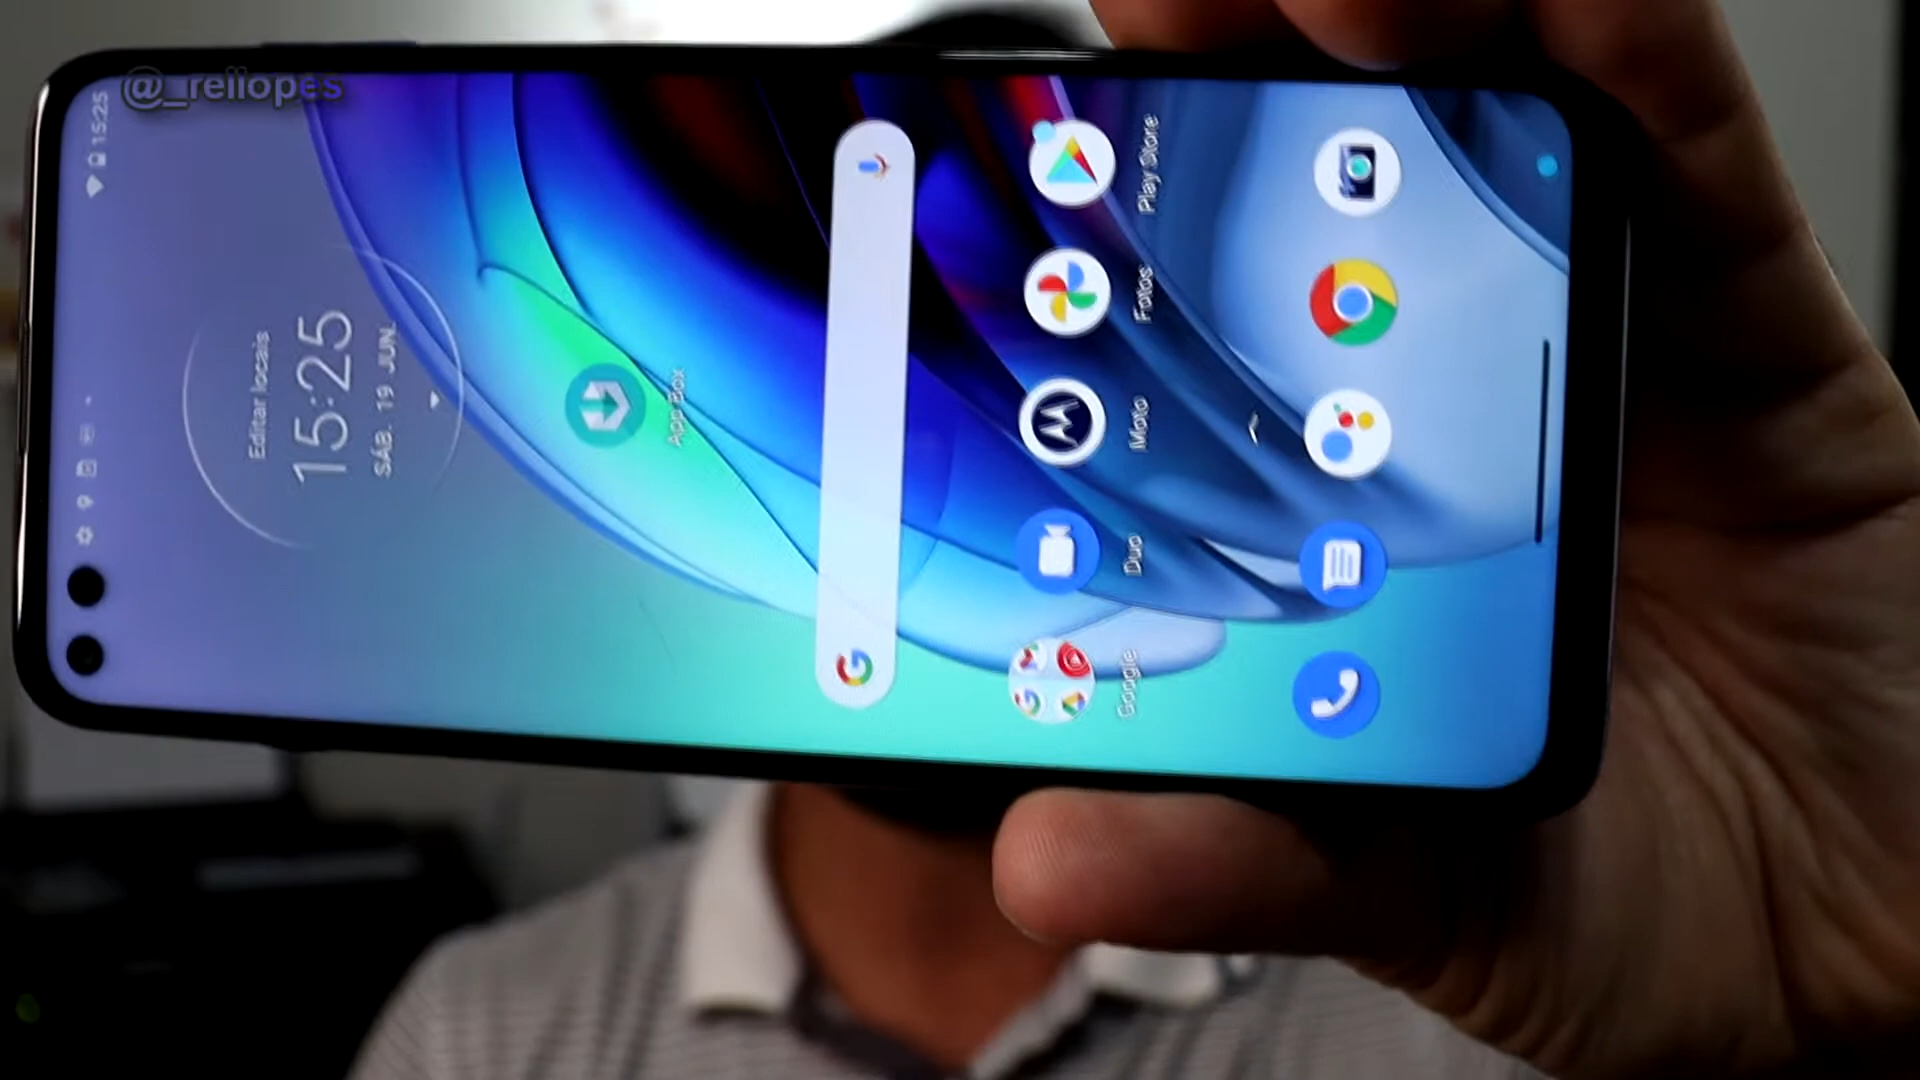 @_rellopes
15:25
Editar locais
15:25
SÁB. 19 JUN.
App Box
Play Store
Fotos
Moto
Duo
Google